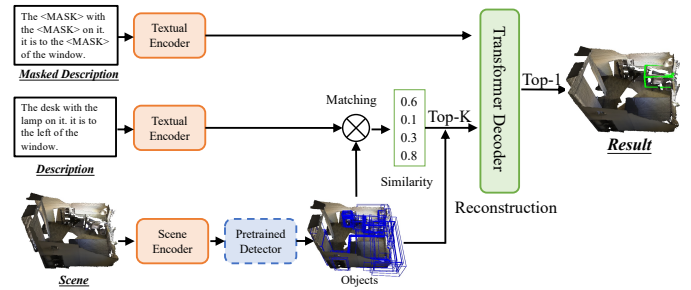 The <MASK> with
the <MASK> on it.
it is to the <MASK>
of the window.
Masked Description
Textual
Encoder
The desk with the
lamp on it. it is to
the left of the
window.
Description
Textual
Encoder
Matching
0.6
0.1
0.3
0.8
Similarity
Top-K
Transformer Decoder
Top-1
Result
Reconstruction
Scene
Encoder
Pretrained
Detector
Scene
Objects